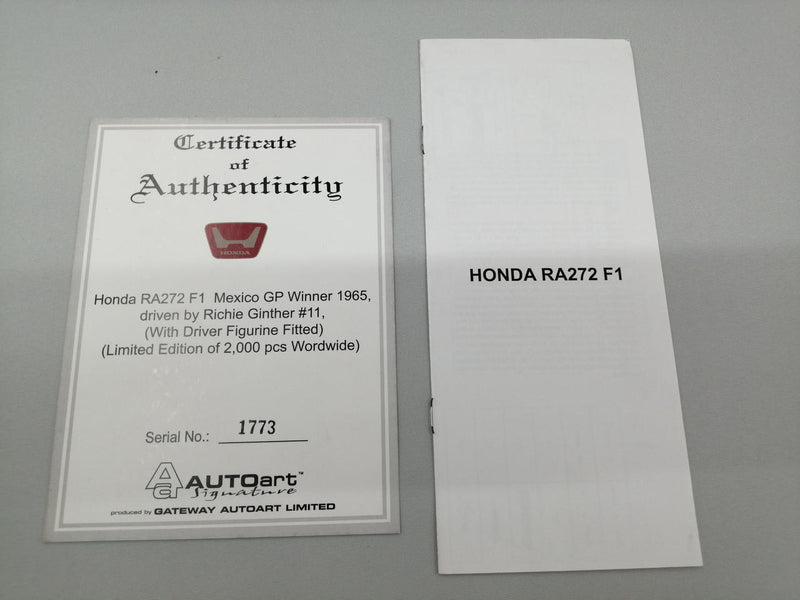 Certificate
of
Authenticity
HONDA
Honda RA272 F1 Mexico GP Winner 1965,
driven by Richie Ginther #11,
(With Driver Figurine Fitted)
(Limited Edition of 2,000 pcs Wordwide)
Serial No.: 1773
Aa AUTOart™
Signature
produced by GATEWAY AUTOART LIMITED
HONDA RA272 F1